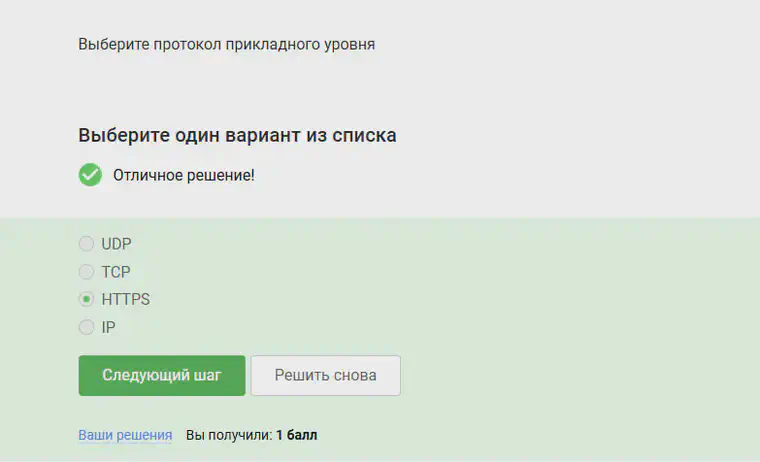 Выберите протокол прикладного уровня
Выберите один вариант из списка
Отличное решение!
UDP
TCP
HTTPS
IP
Следующий шаг Решить снова
Ваши решения Вы получили: 1 балл